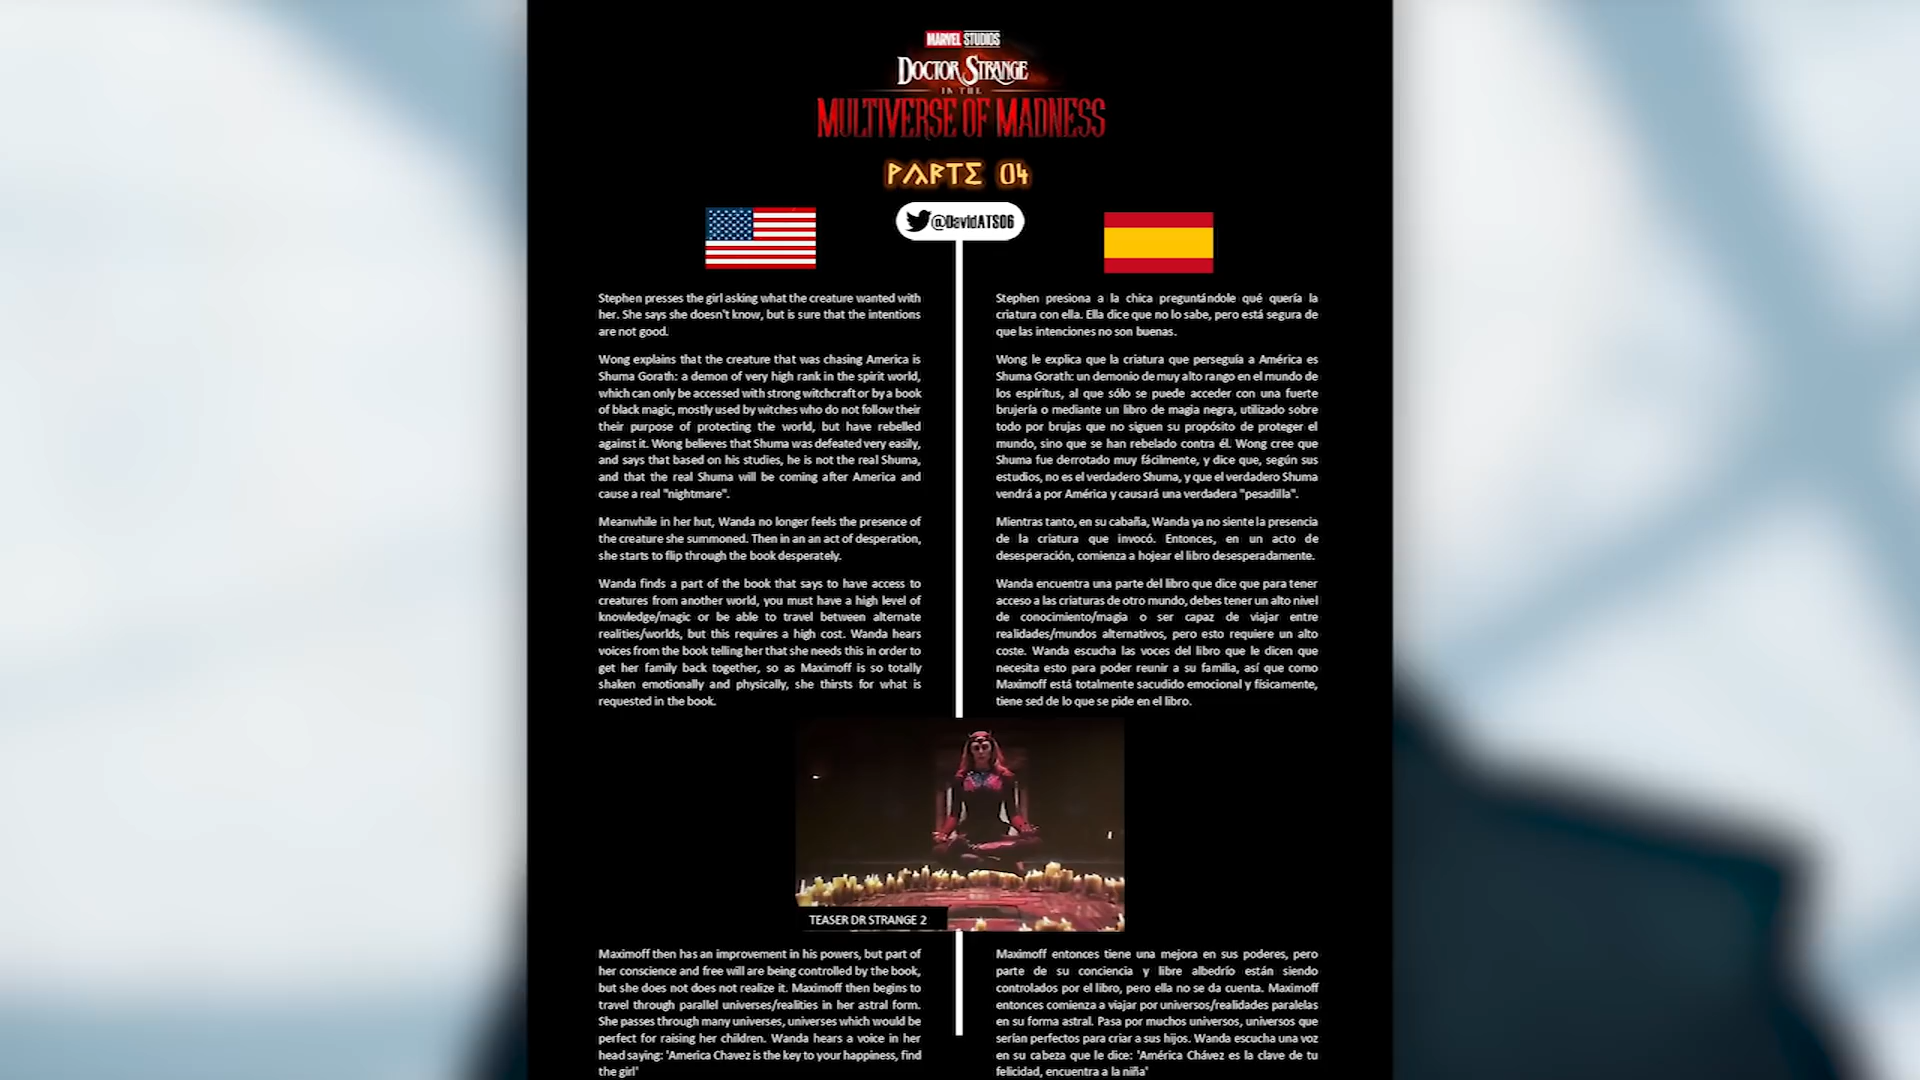 MARVEL STUDIOS
DOCTOR STRANGE
IN THE
MULTIVERSE OF MADNESS
PARTE 04
@DavidATS06
Stephen presses the girl asking what the creature wanted with
her. She says she doesn't know, but is sure that the intentions
are not good.
Wong explains that the creature that was chasing America is
Shuma Gorath: a demon of very high rank in the spirit world,
which can only be accessed with strong witchcraft or by a book
of black magic, mostly used by witches who do not follow their
their purpose of protecting the world, but have rebelled
against it. Wong believes that Shuma was defeated very easily,
and says that based on his studies, he is not the real Shuma,
and that the real Shuma will be coming after America and
cause a real "nightmare".
Meanwhile in her hut, Wanda no longer feels the presence of
the creature she summoned. Then in an an act of desperation,
she starts to flip through the book desperately.
Wanda finds a part of the book that says to have access to
creatures from another world, you must have a high level of
knowledge/magic or be able to travel between alternate
realities/worlds, but this requires a high cost. Wanda hears
voices from the book telling her that she needs this in order to
get her family back together, so as Maximoff is so totally
shaken emotionally and physically, she thirsts for what is
requested in the book.
Stephen presiona a la chica preguntándole qué quería la
criatura con ella. Ella dice que no lo sabe, pero está segura de
que las intenciones no son buenas.
Wong le explica que la criatura que perseguía a América es
Shuma Gorath: un demonio de muy alto rango en el mundo de
los espíritus, al que sólo se puede acceder con una fuerte
brujería o mediante un libro de magia negra, utilizado sobre
todo por brujas que no siguen su propósito de proteger el
mundo, sino que se han rebelado contra él. Wong cree que
Shuma fue derrotado muy fácilmente, y dice que, según sus
estudios, no es el verdadero Shuma, y que el verdadero Shuma
vendrá a por América y causará una verdadera "pesadilla".
Mientras tanto, en su cabaña, Wanda ya no siente la presencia
de la criatura que invocó. Entonces, en un acto de
desesperación, comienza a hojear el libro desesperadamente.
Wanda encuentra una parte del libro que dice que para tener
acceso a las criaturas de otro mundo, debes tener un alto nivel
de conocimiento/magia o ser capaz de viajar entre
realidades/mundos alternativos, pero esto requiere un alto
coste. Wanda escucha las voces del libro que le dicen que
necesita esto para poder reunir a su familia, así que como
Maximoff está totalmente sacudido emocional y físicamente,
tiene sed de lo que se pide en el libro.
TEASER DR STRANGE 2
Maximoff then has an improvement in his powers, but part of
her conscience and free will are being controlled by the book,
but she does not does not realize it. Maximoff then begins to
travel through parallel universes/realities in her astral form.
She passes through many universes, universes which would be
perfect for raising her children. Wanda hears a voice in her
head saying: 'America Chavez is the key to your happiness, find
the girl'
Maximoff entonces tiene una mejora en sus poderes, pero
parte de su conciencia y libre albedrío están siendo
controlados por el libro, pero ella no se da cuenta. Maximoff
entonces comienza a viajar por universos/realidades paralelas
en su forma astral. Pasa por muchos universos, universos que
serían perfectos para criar a sus hijos. Wanda escucha una voz
en su cabeza que le dice: 'América Chávez es la clave de tu
felicidad, encuentra a la niña'